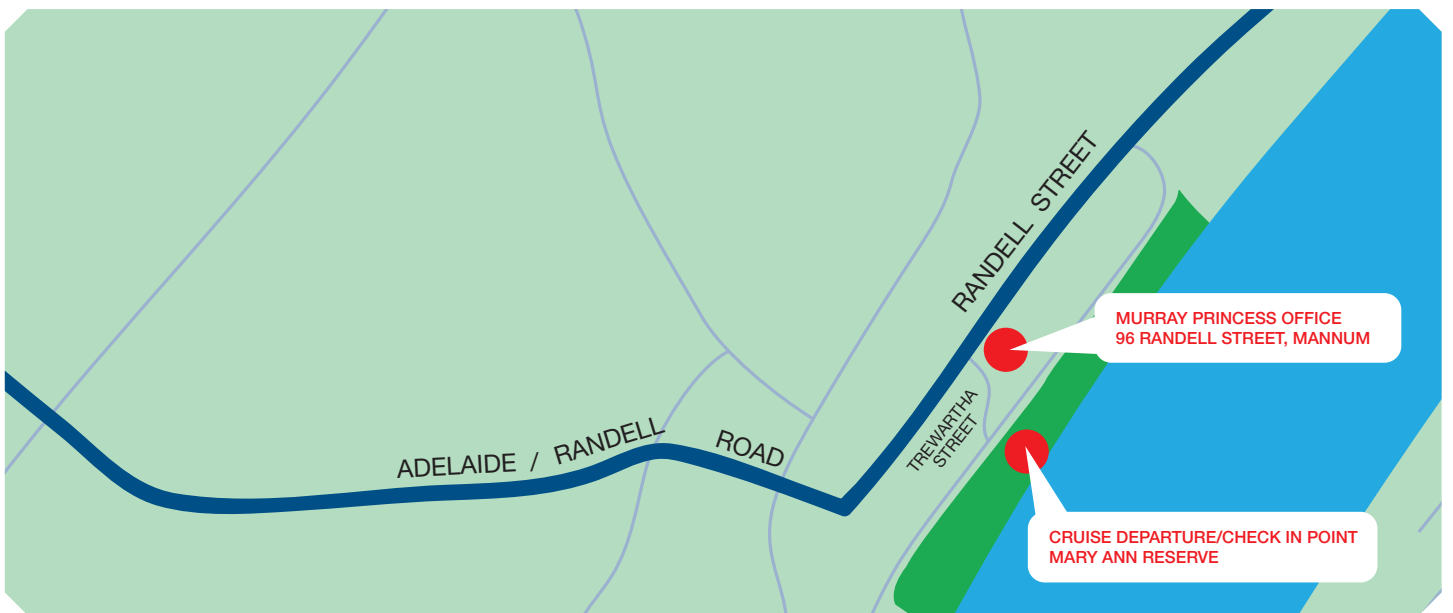 RANDELL STREET
MURRAY PRINCESS OFFICE
96 RANDELL STREET, MANNUM
TREWARTHA
STREET
ADELAIDE / RANDELL ROAD
CRUISE DEPARTURE/CHECK IN POINT
MARY ANN RESERVE